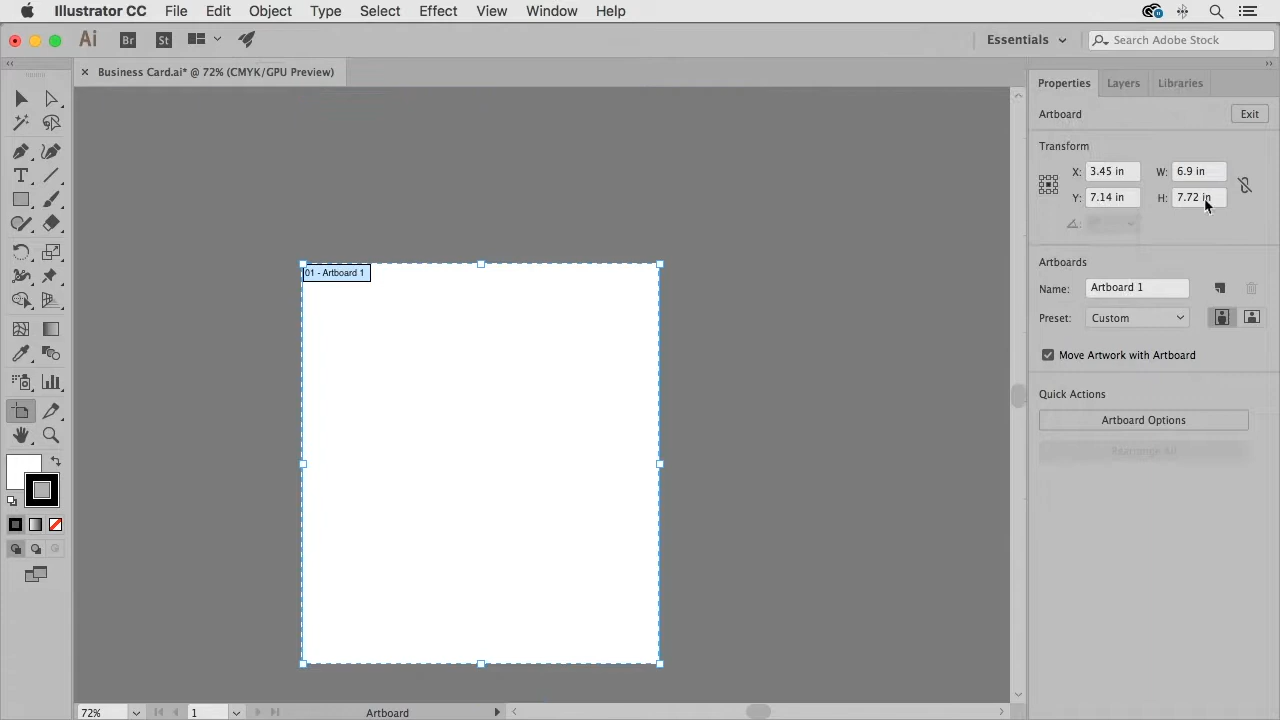 Illustrator CC File Edit Object Type Select Effect View Window Help
Ai Br St Essentials Search Adobe Stock
× Business Card.ai* @ 72% (CMYK/GPU Preview)
Properties Layers Libraries
Artboard Exit
Transform
X: 3.45 in W: 6.9 in
Y: 7.14 in H: 7.72 in
01 - Artboard 1
Artboards
Name: Artboard 1
Preset: Custom
Move Artwork with Artboard
Quick Actions
Artboard Options
Rearrange All
72% 1 Artboard